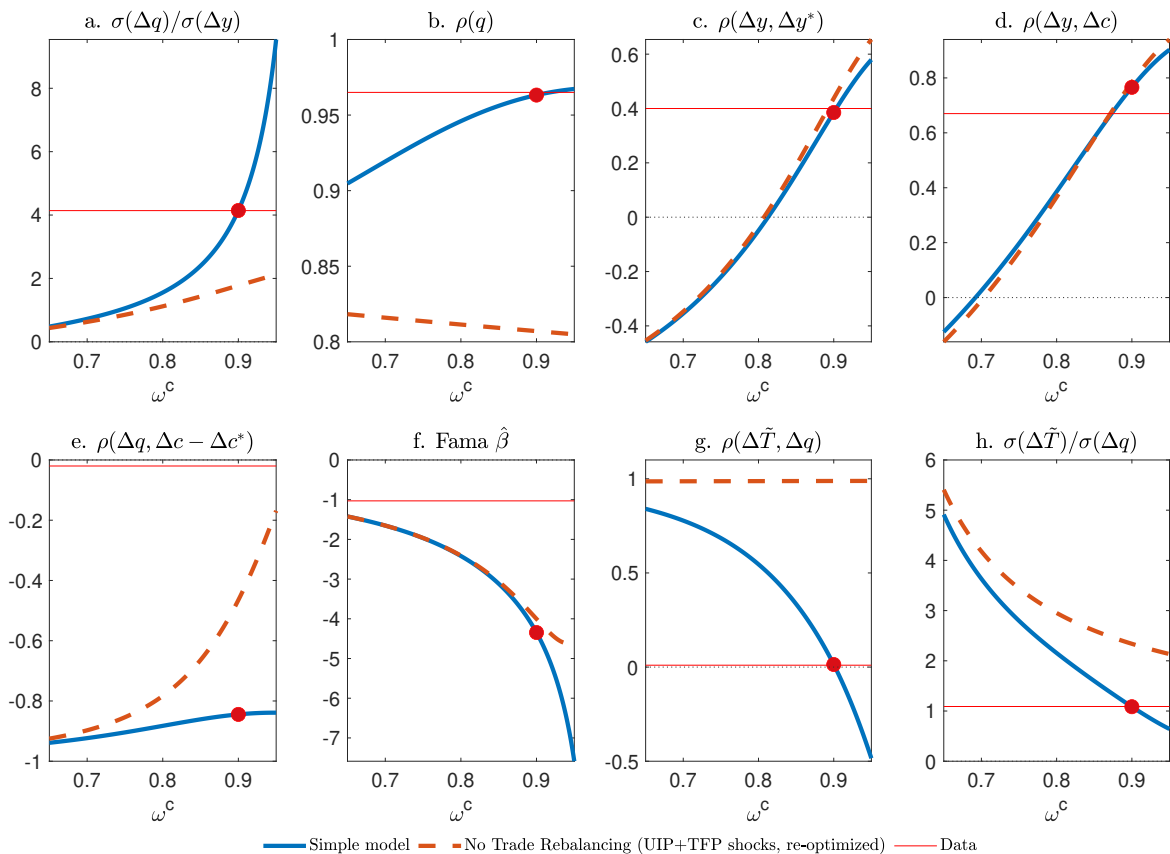 a. σ(Δq)/σ(Δy)
b. ρ(q)
c. ρ(Δy, Δy*)
d. ρ(Δy, Δc)
8
6
4
2
0
0.7 0.8 0.9
ω^c
1
0.95
0.9
0.85
0.8
0.7 0.8 0.9
ω^c
0.6
0.4
0.2
0
-0.2
-0.4
0.7 0.8 0.9
ω^c
0.8
0.6
0.4
0.2
0
0.7 0.8 0.9
ω^c
e. ρ(Δq, Δc − Δc*)
f. Fama β̂
g. ρ(ΔT̃, Δq)
h. σ(ΔT̃)/σ(Δq)
0
-0.2
-0.4
-0.6
-0.8
-1
0.7 0.8 0.9
ω^c
0
-1
-2
-3
-4
-5
-6
-7
0.7 0.8 0.9
ω^c
1
0.5
0
-0.5
0.7 0.8 0.9
ω^c
6
5
4
3
2
1
0
0.7 0.8 0.9
ω^c
Simple model No Trade Rebalancing (UIP+TFP shocks, re-optimized) Data